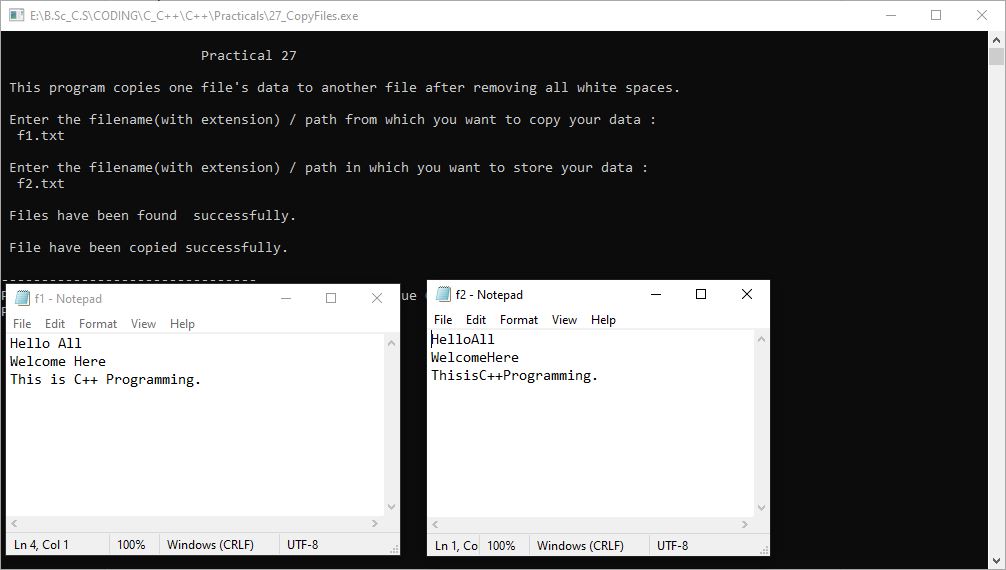 E:\B.Sc_C.S\CODING\C_C++\C++\Practicals\27_CopyFiles.exe
Practical 27
This program copies one file's data to another file after removing all white spaces.
Enter the filename(with extension) / path from which you want to copy your data :
f1.txt
Enter the filename(with extension) / path in which you want to store your data :
f2.txt
Files have been found  successfully.
File have been copied successfully.
--------------------------------
ue
f1 - Notepad
File Edit Format View Help
Hello All
Welcome Here
This is C++ Programming.
Ln 4, Col 1 100% Windows (CRLF) UTF-8
f2 - Notepad
File Edit Format View Help
HelloAll
WelcomeHere
ThisisC++Programming.
Ln 1, Co 100% Windows (CRLF) UTF-8